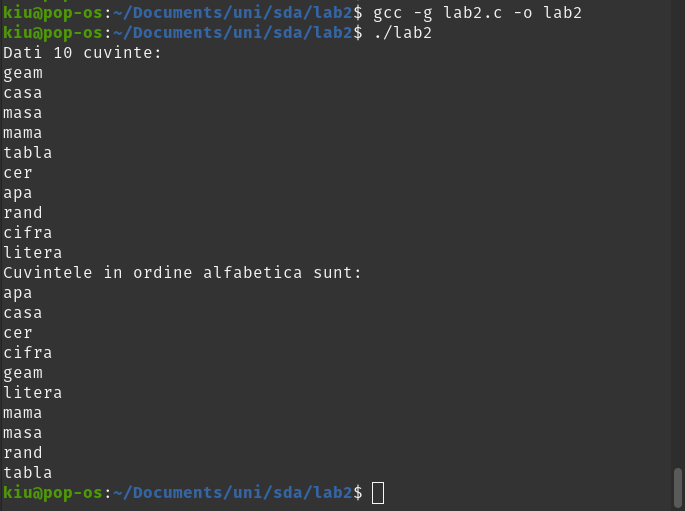 kiu@pop-os:~/Documents/uni/sda/lab2$ gcc -g lab2.c -o lab2
kiu@pop-os:~/Documents/uni/sda/lab2$ ./lab2
Dati 10 cuvinte:
geam
casa
masa
mama
tabla
cer
apa
rand
cifra
litera
Cuvintele in ordine alfabetica sunt:
apa
casa
cer
cifra
geam
litera
mama
masa
rand
tabla
kiu@pop-os:~/Documents/uni/sda/lab2$